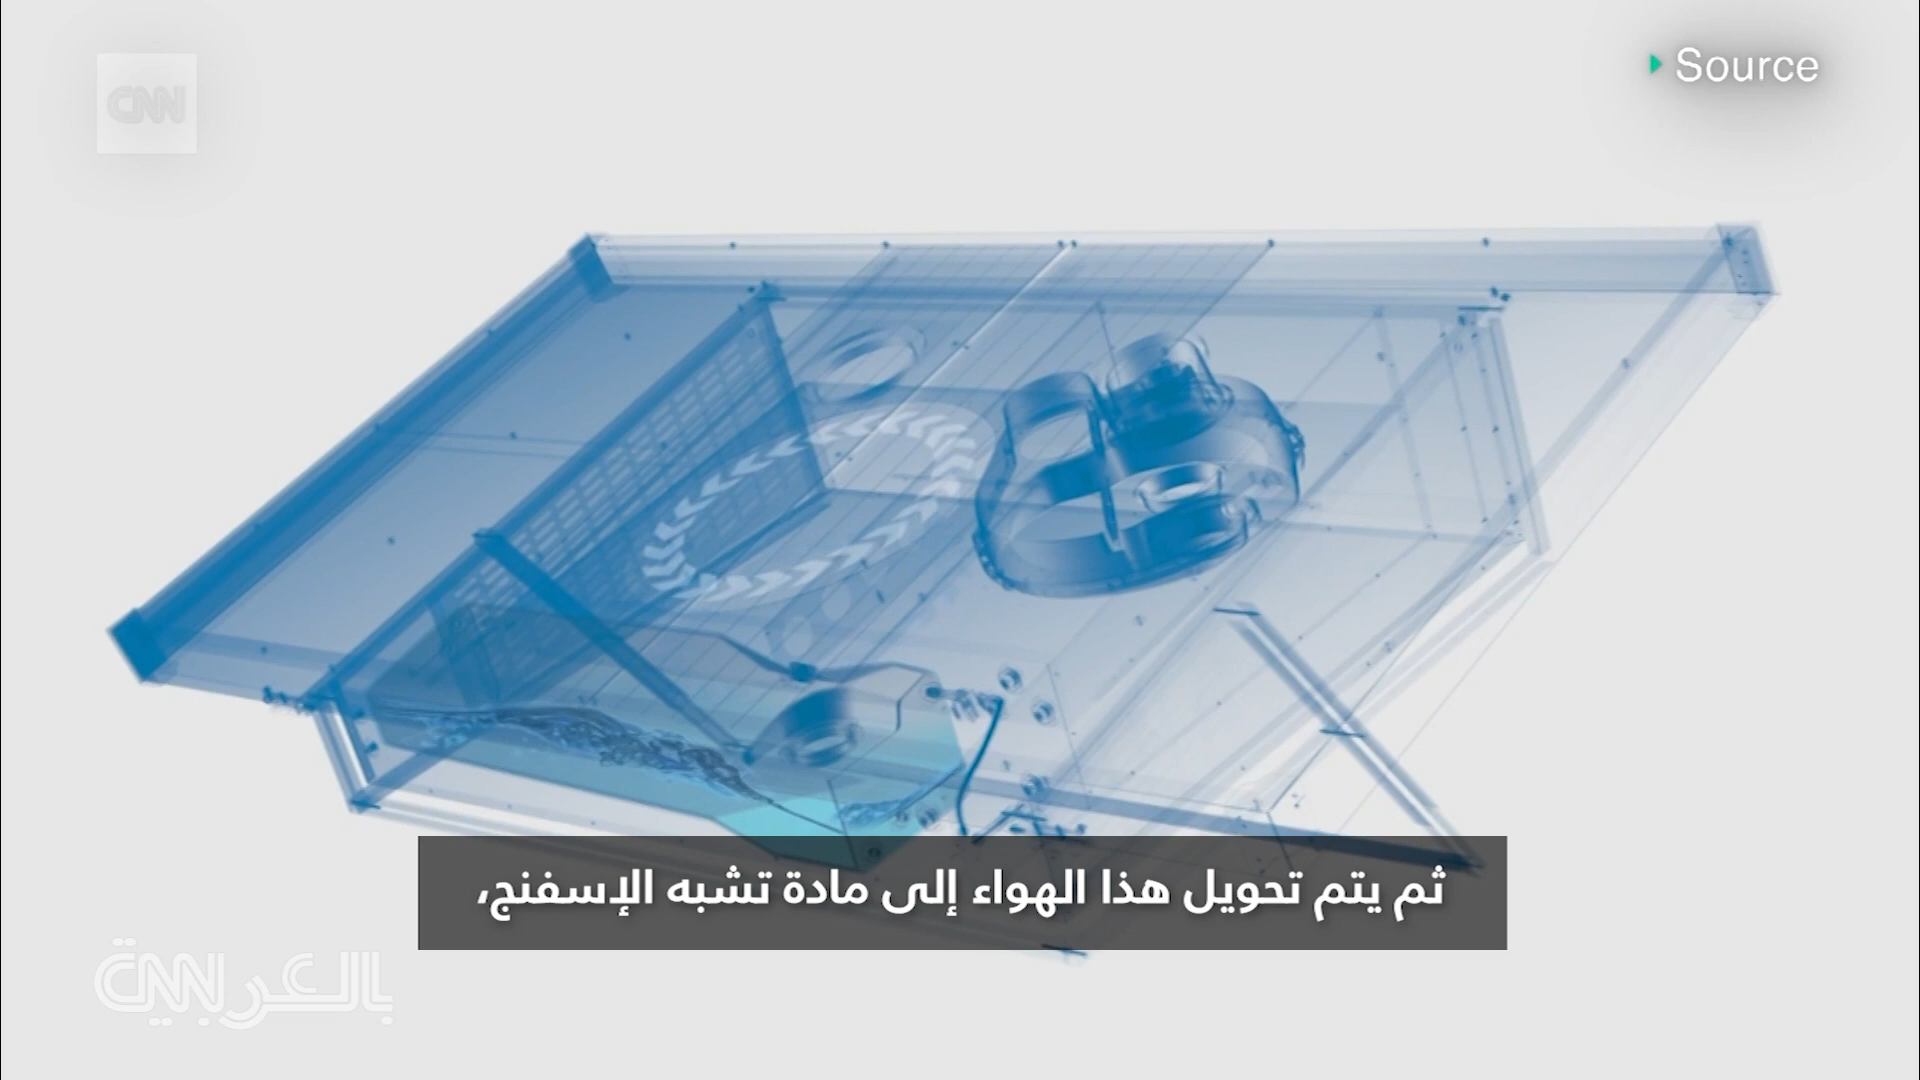 CNN
Source
ثم يتم تحويل هذا الهواء إلى مادة تشبه الإسفنج،
CNN بالعربية